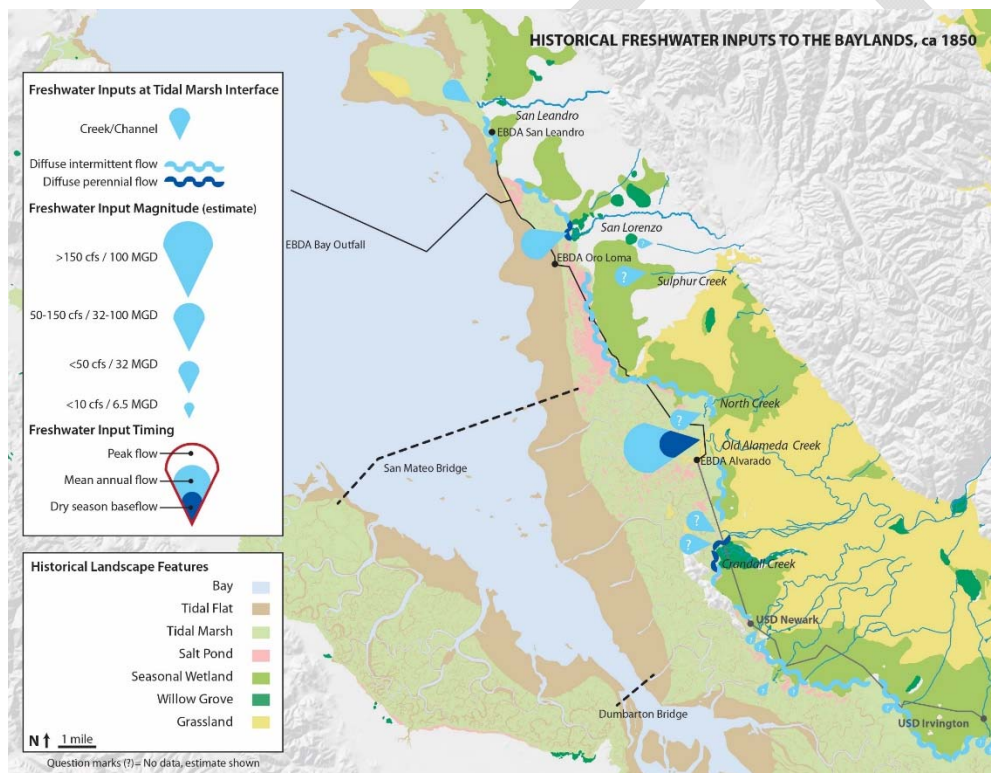 HISTORICAL FRESHWATER INPUTS TO THE BAYLANDS, ca 1850
Freshwater Inputs at Tidal Marsh Interface
Creek/Channel
Diffuse intermittent flow
Diffuse perennial flow
Freshwater Input Magnitude (estimate)
>150 cfs / 100 MGD
50-150 cfs / 32-100 MGD
<50 cfs / 32 MGD
<10 cfs / 6.5 MGD
Freshwater Input Timing
Peak flow
Mean annual flow
Dry season baseflow
Historical Landscape Features
Bay
Tidal Flat
Tidal Marsh
Salt Pond
Seasonal Wetland
Willow Grove
Grassland
N 1 mile
Question marks (?)= No data, estimate shown
San Leandro
EBDA San Leandro
EBDA Bay Outfall
San Lorenzo
EBDA Oro Loma
?
?
Sulphur Creek
North Creek
?
Old Alameda Creek
EBDA Alvarado
San Mateo Bridge
?
?
Crandall Creek
USD Newark
Dumbarton Bridge
USD Irvington